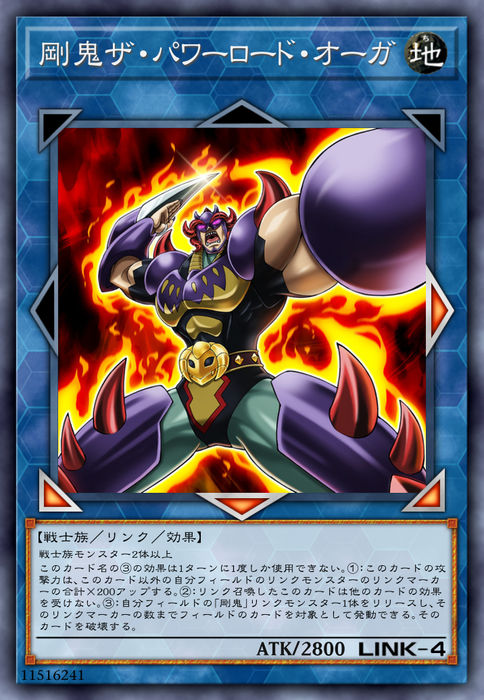 剛鬼ザ・パワーロード・オーガ
ち
地
【戦士族／リンク／効果】
戦士族モンスター2体以上
このカード名の③の効果は1ターンに1度しか使用できない。①：このカードの攻
撃力は、このカード以外の自分フィールドのリンクモンスターのリンクマーカー
の合計×200アップする。②：リンク召喚したこのカードは他のカードの効果
を受けない。③：自分フィールドの「剛鬼」リンクモンスター1体をリリースし、そ
のリンクマーカーの数までフィールドのカードを対象として発動できる。その
カードを破壊する。
ATK/2800 LINK-4
11516241